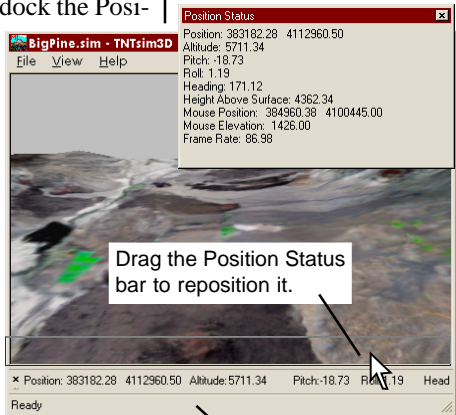 dock the Posi-
Position Status
Position: 383182.28 4112960.50
Altitude: 5711.34
Pitch: -18.73
Roll: 1.19
Heading: 171.12
Height Above Surface: 4362.34
Mouse Position: 384960.38 4100445.00
Mouse Elevation: 1426.00
Frame Rate: 86.98
BigPine.sim - TNTsim3D
File View Help
Drag the Position Status
bar to reposition it.
Position: 383182.28 4112960.50 Altitude: 5711.34 Pitch:-18.73 Roll: 1.19 Head
Ready